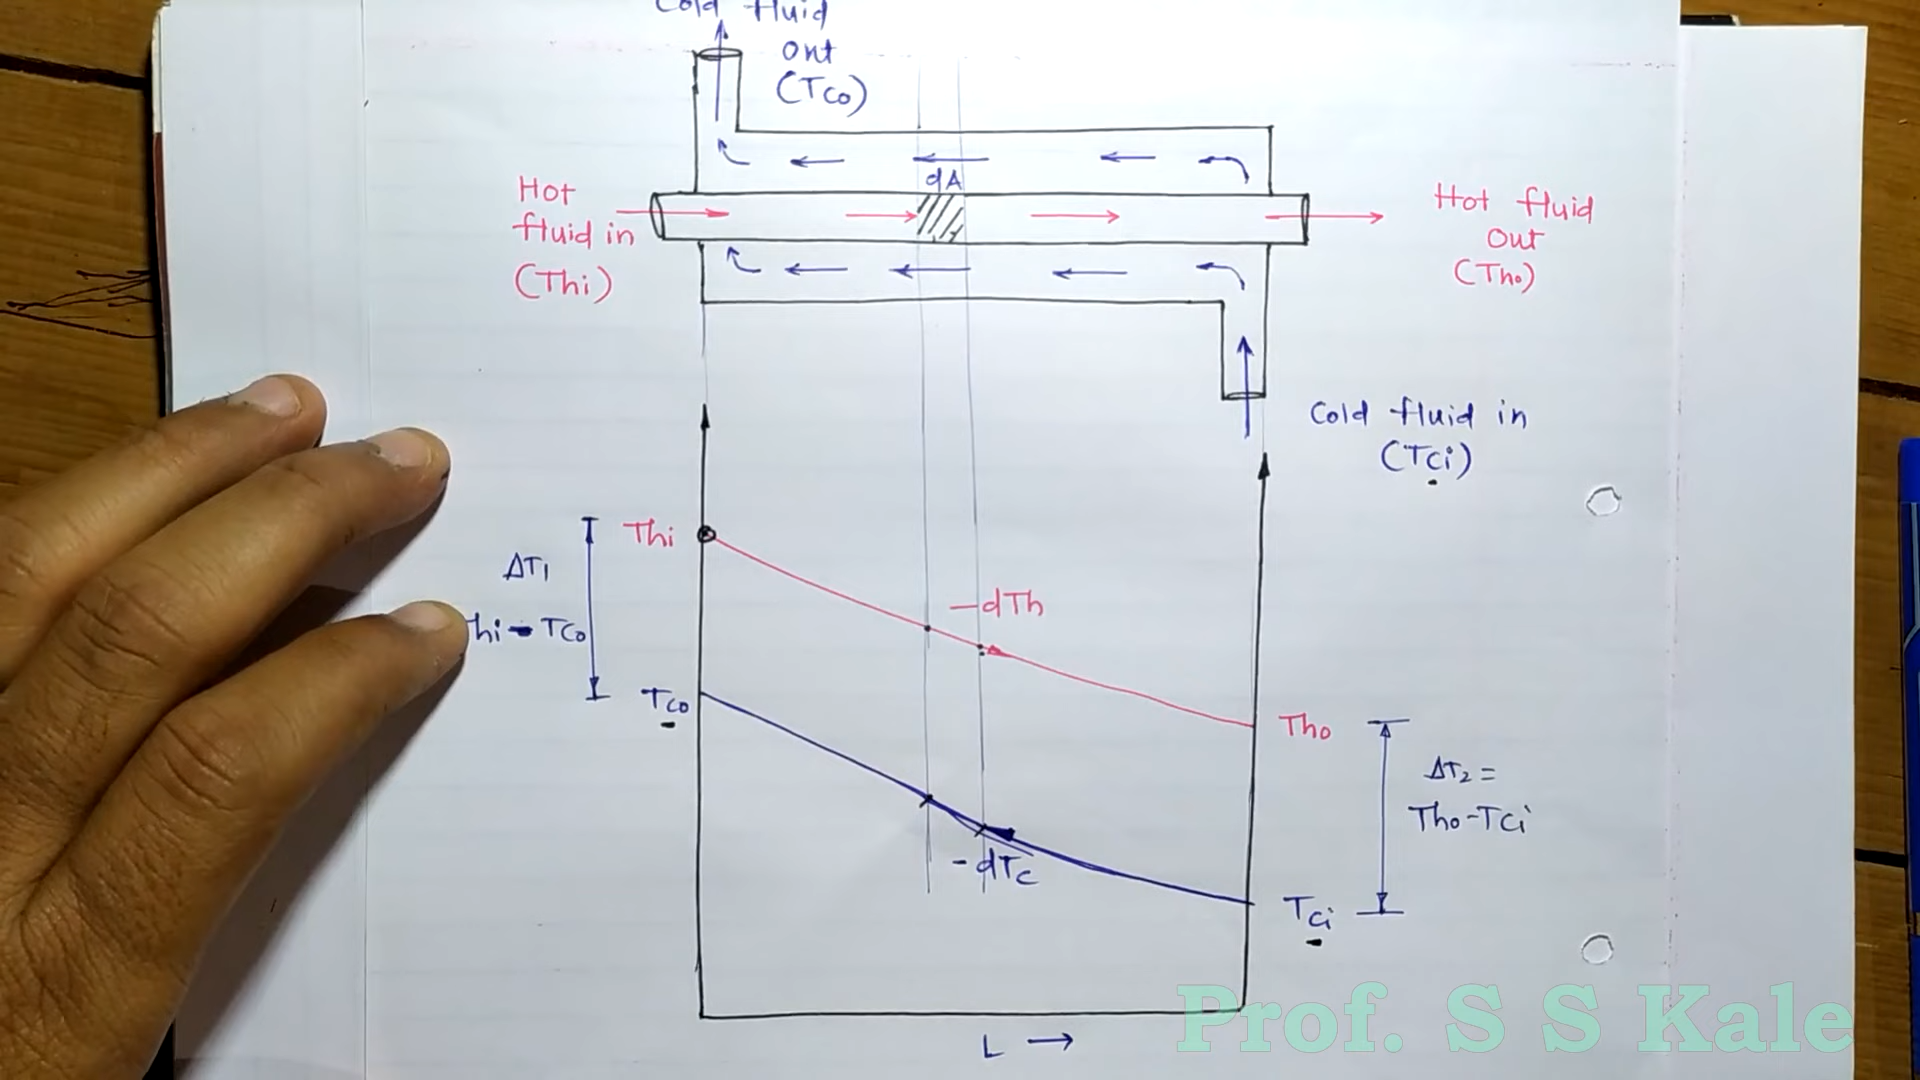 Cold fluid
out
(Tco)
dA
Hot
fluid in
(Thi)
Hot fluid
Out
(Tho)
Cold fluid in
(Tci)
Thi
ΔT1
hi - Tco
-dTh
Tco
Tho
ΔT2 =
Tho-Tci
-dTc
Tci
L →
Prof. S S Kale